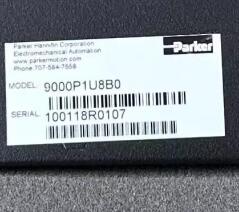 Parker Hannifin Corporation
Electromechanical Automation
www.parkermotion.com
Phone:707-584-7558
Parker
MODEL: 9000P1U8B0
SERIAL: 100118R0107